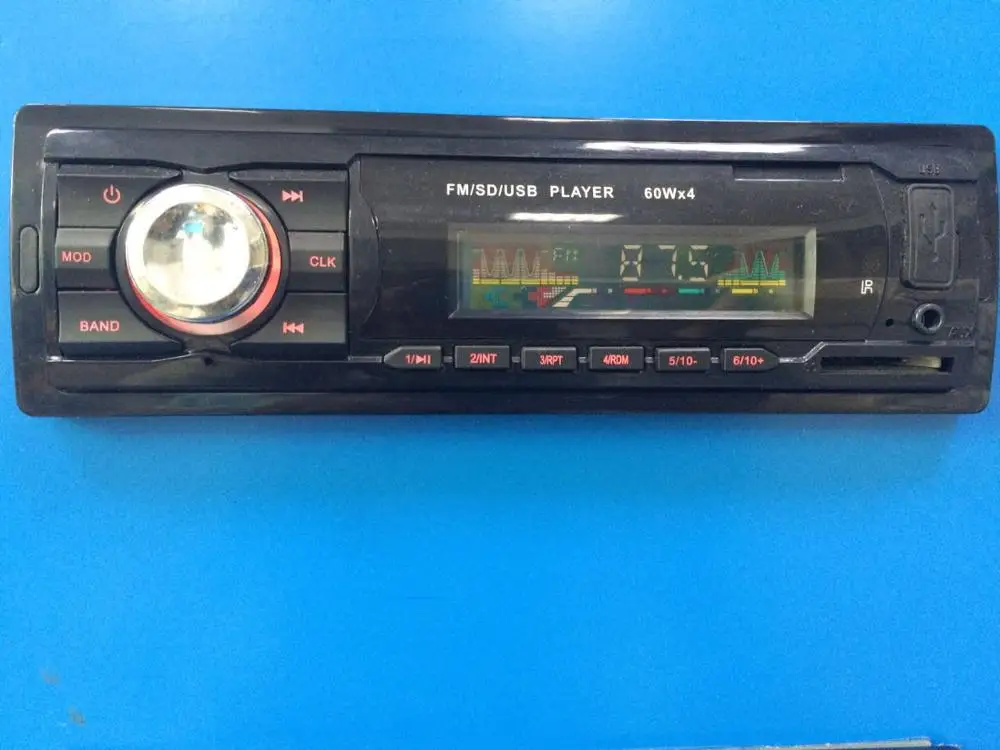 FM/SD/USB PLAYER 60Wx4
USB
MOD
CLK
BAND
FM 87.5
1/
2/INT
3/RPT
4/RDM
5/10-
6/10+